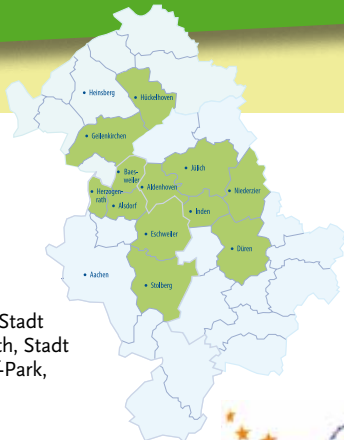 Heinsberg
Hückelhoven
Geilenkirchen
Baes-
weiler
Jülich
Herzogen-
rath
Aldenhoven
Niederzier
Alsdorf
Inden
Eschweiler
Düren
Aachen
Stolberg
Stadt
th, Stadt
-Park,